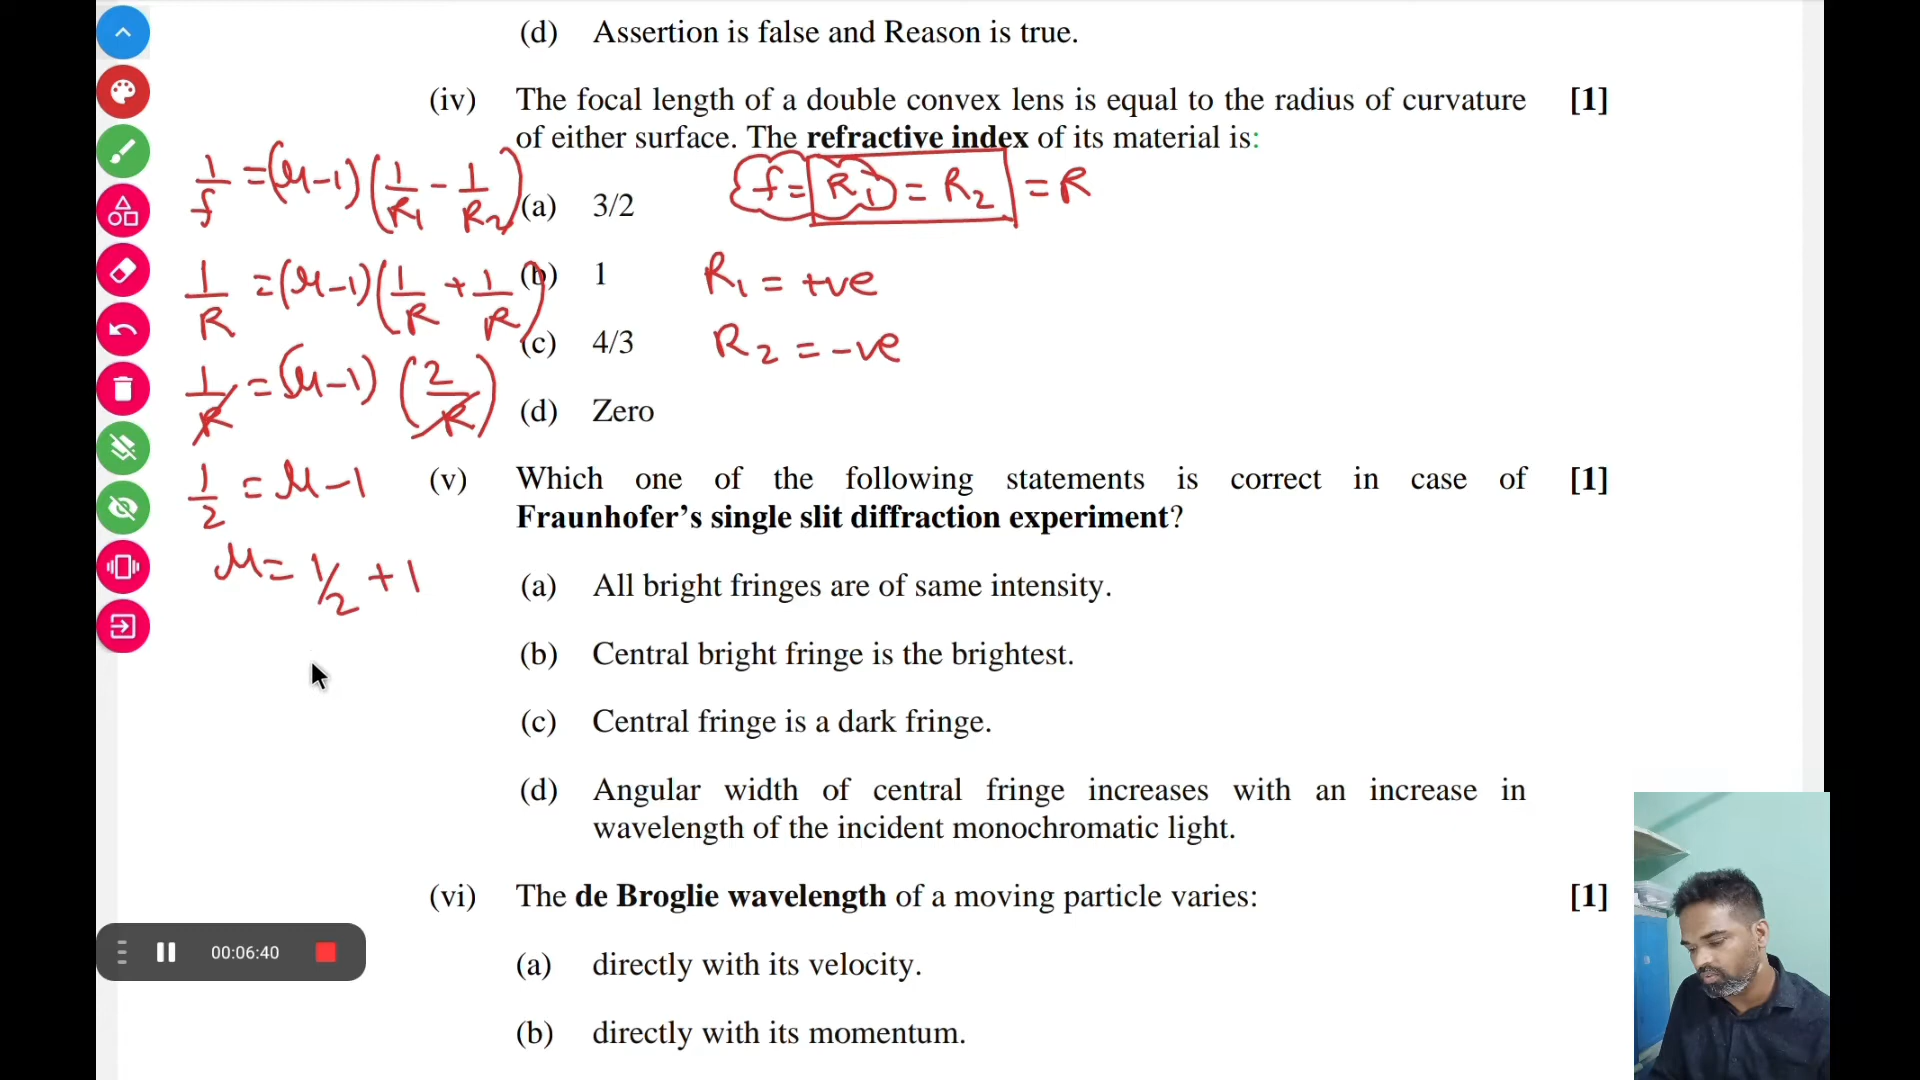 (d) Assertion is false and Reason is true.
(iv) The focal length of a double convex lens is equal to the radius of curvature [1]
of either surface. The refractive index of its material is:
1/f = (μ-1)(1/R₁ - 1/R₂)
(a) 3/2
f = R₁ = R₂ = R
1/R = (μ-1)(1/R + 1/R)
(b) 1
R₁ = +ve
(c) 4/3
R₂ = -ve
1/R = (μ-1)(2/R)
(d) Zero
1/2 = μ-1
(v) Which one of the following statements is correct in case of [1]
Fraunhofer’s single slit diffraction experiment?
μ = 1/2 + 1
(a) All bright fringes are of same intensity.
(b) Central bright fringe is the brightest.
(c) Central fringe is a dark fringe.
(d) Angular width of central fringe increases with an increase in
wavelength of the incident monochromatic light.
(vi) The de Broglie wavelength of a moving particle varies: [1]
00:06:40
(a) directly with its velocity.
(b) directly with its momentum.